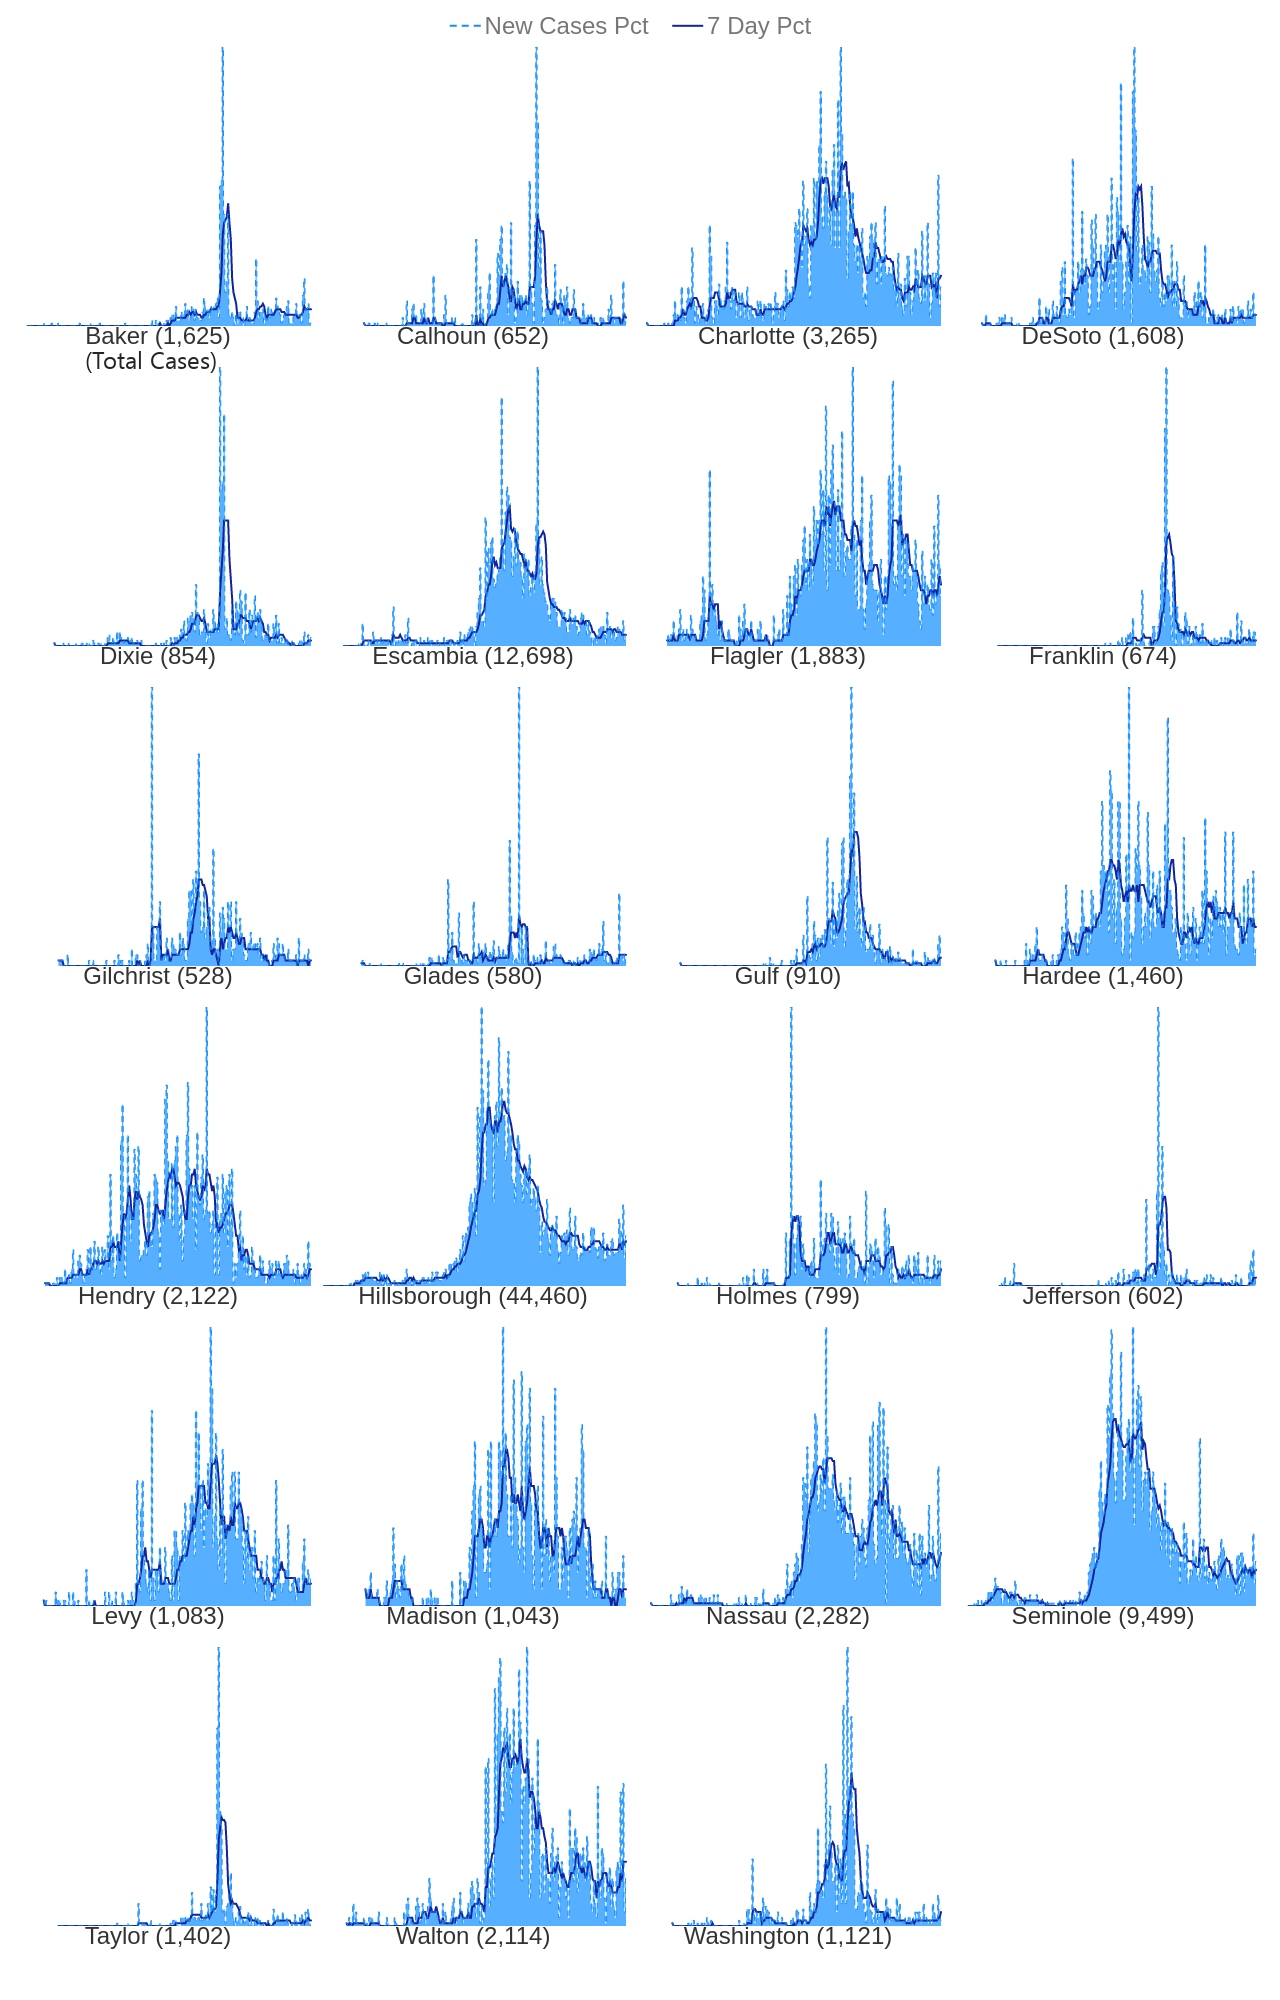 New Cases Pct 7 Day Pct
Baker (1,625) Calhoun (652) Charlotte (3,265) DeSoto (1,608)
(Total Cases)
Dixie (854) Escambia (12,698) Flagler (1,883) Franklin (674)
Gilchrist (528) Glades (580) Gulf (910) Hardee (1,460)
Hendry (2,122) Hillsborough (44,460) Holmes (799) Jefferson (602)
Levy (1,083) Madison (1,043) Nassau (2,282) Seminole (9,499)
Taylor (1,402) Walton (2,114) Washington (1,121)